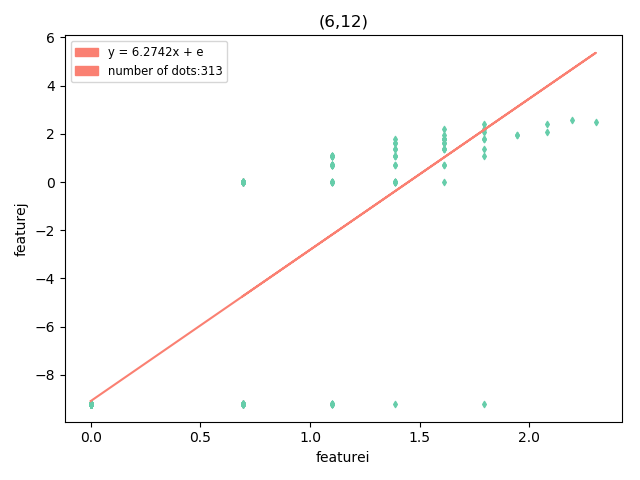 (6,12)
y = 6.2742x + e
number of dots:313
6
4
2
0
−2
−4
−6
−8
featurej
0.0 0.5 1.0 1.5 2.0
featurei